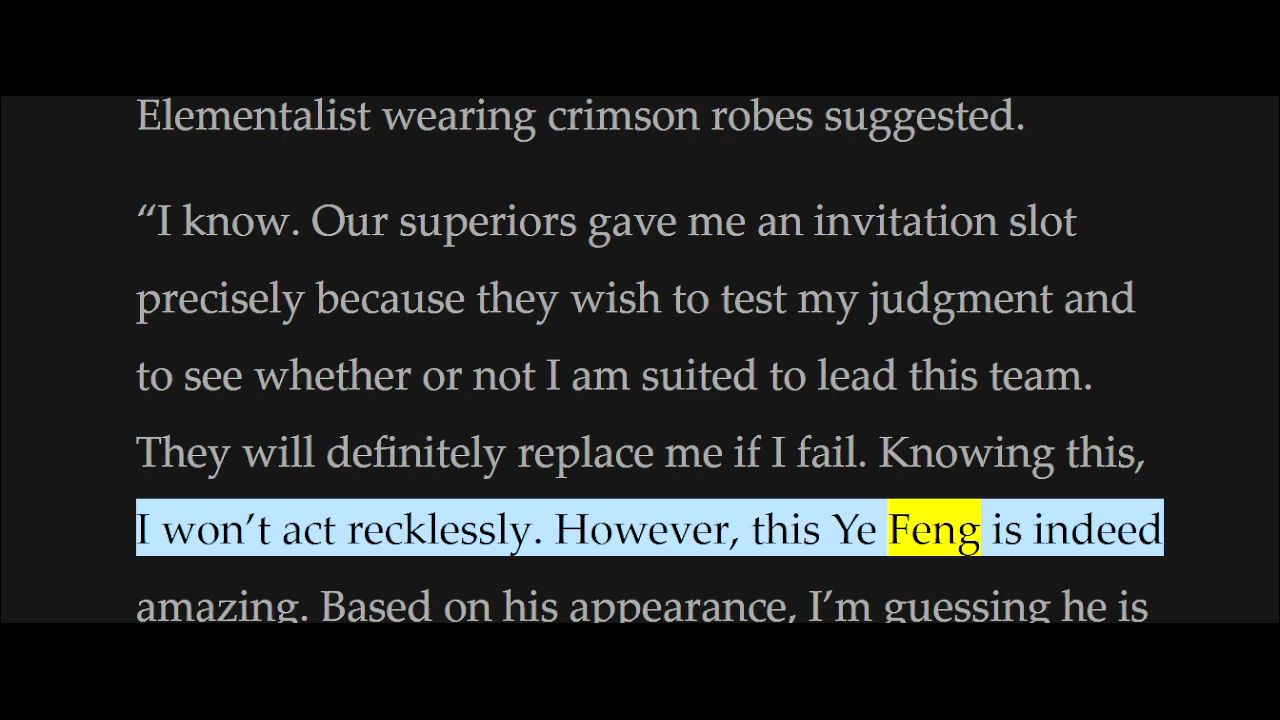 Elementalist wearing crimson robes suggested.
“I know. Our superiors gave me an invitation slot
precisely because they wish to test my judgment and
to see whether or not I am suited to lead this team.
They will definitely replace me if I fail. Knowing this,
I won’t act recklessly. However, this Ye Feng is indeed
amazing. Based on his appearance, I’m guessing he is